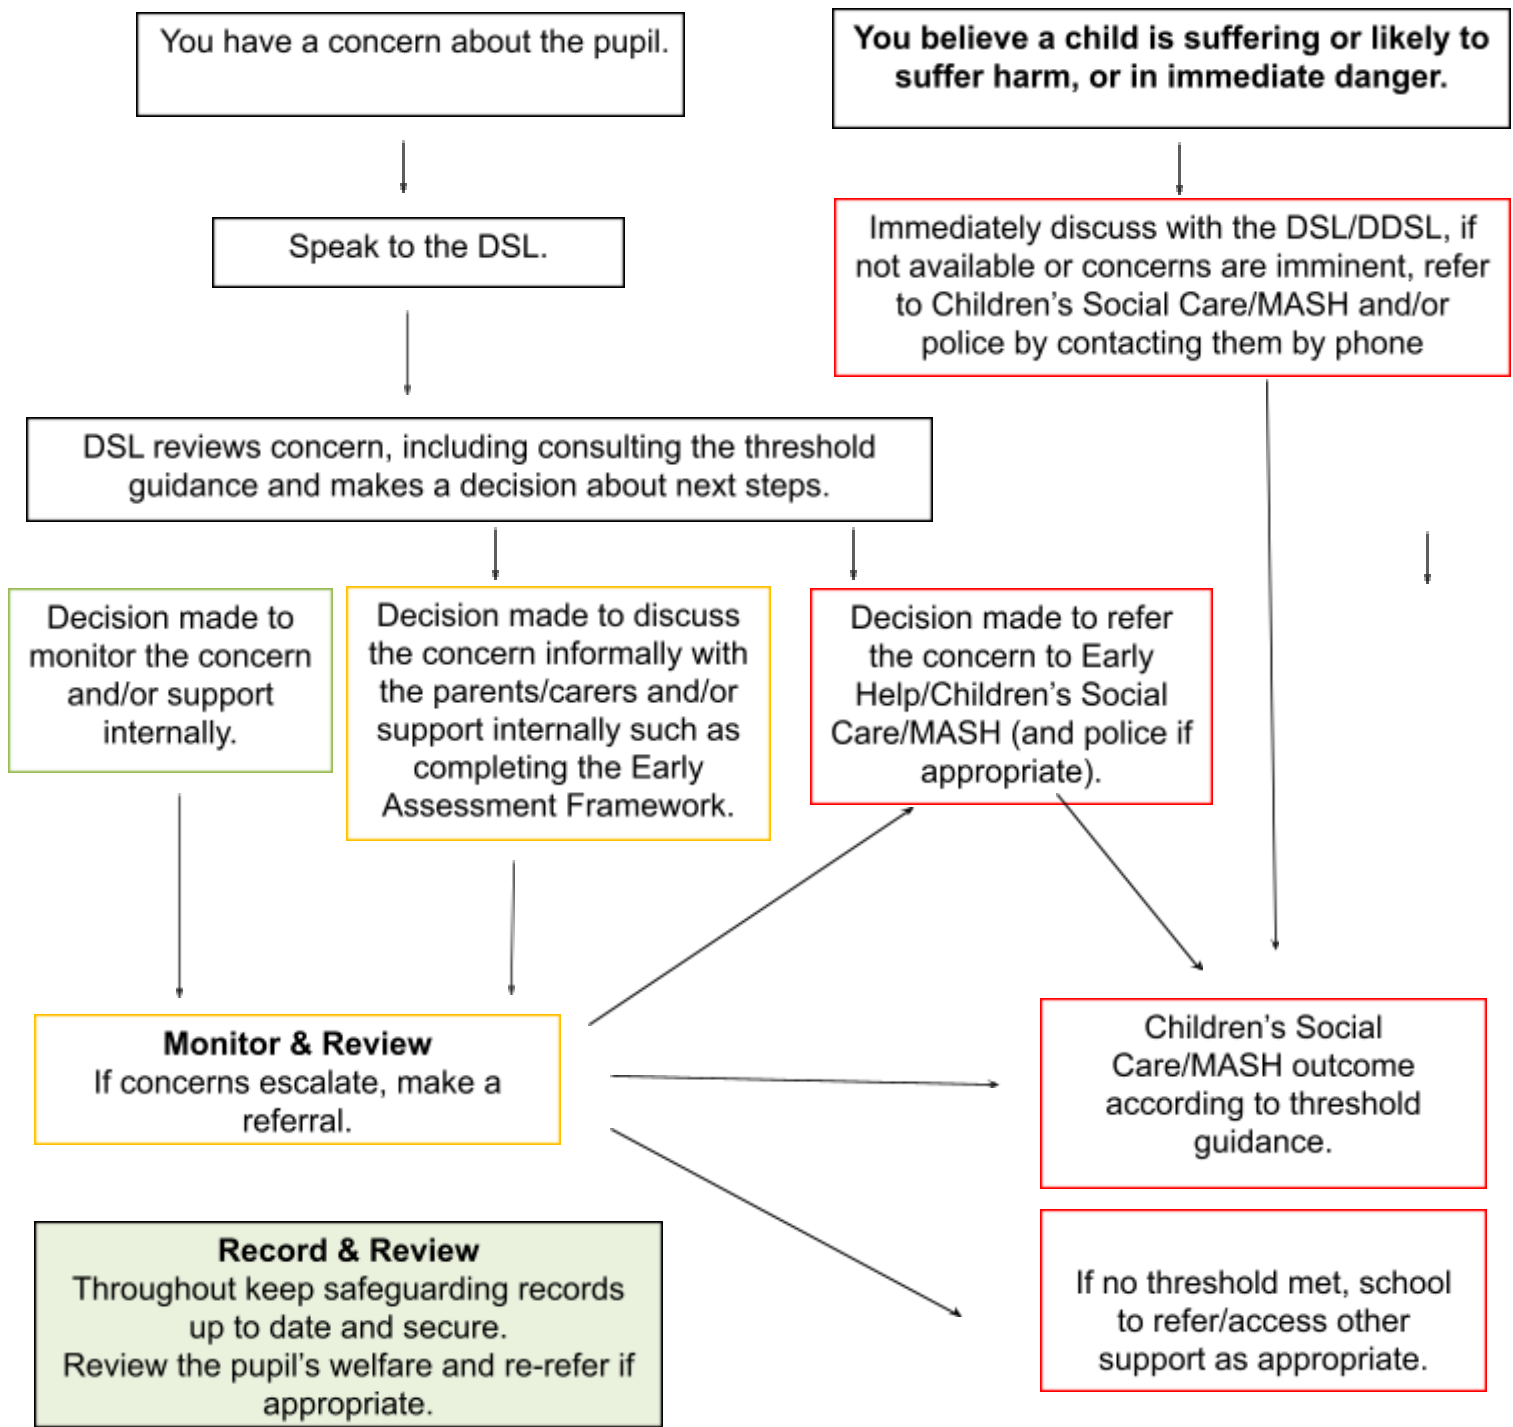 You have a concern about the pupil.
You believe a child is suffering or likely to
suffer harm, or in immediate danger.
Speak to the DSL.
Immediately discuss with the DSL/DDSL, if
not available or concerns are imminent, refer
to Children’s Social Care/MASH and/or
police by contacting them by phone
DSL reviews concern, including consulting the threshold
guidance and makes a decision about next steps.
Decision made to
monitor the concern
and/or support
internally.
Decision made to discuss
the concern informally with
the parents/carers and/or
support internally such as
completing the Early
Assessment Framework.
Decision made to refer
the concern to Early
Help/Children’s Social
Care/MASH (and police if
appropriate).
Monitor & Review
If concerns escalate, make a
referral.
Children’s Social
Care/MASH outcome
according to threshold
guidance.
Record & Review
Throughout keep safeguarding records
up to date and secure.
Review the pupil’s welfare and re-refer if
appropriate.
If no threshold met, school
to refer/access other
support as appropriate.